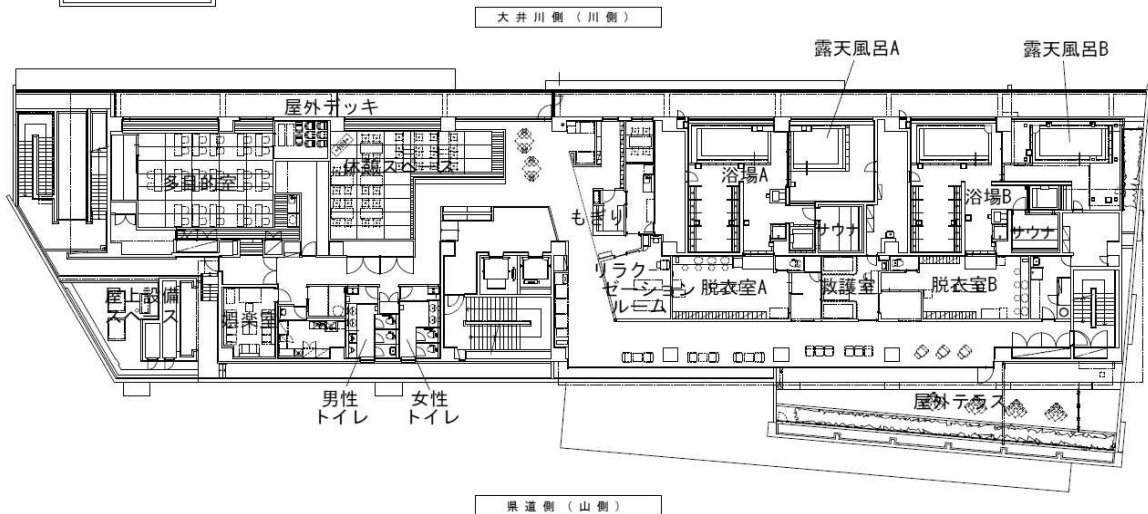 大井川側（川側）
露天風呂A
露天風呂B
屋外デッキ
多目的室
休憩スペース
浴場A
浴場B
もぎり
サウナ
サウナ
リラク－
ゼーション
ルーム
脱衣室A
救護室
脱衣室B
屋上設備
スペース
娯楽室
男性
トイレ
女性
トイレ
屋外テラス
県道側（山側）